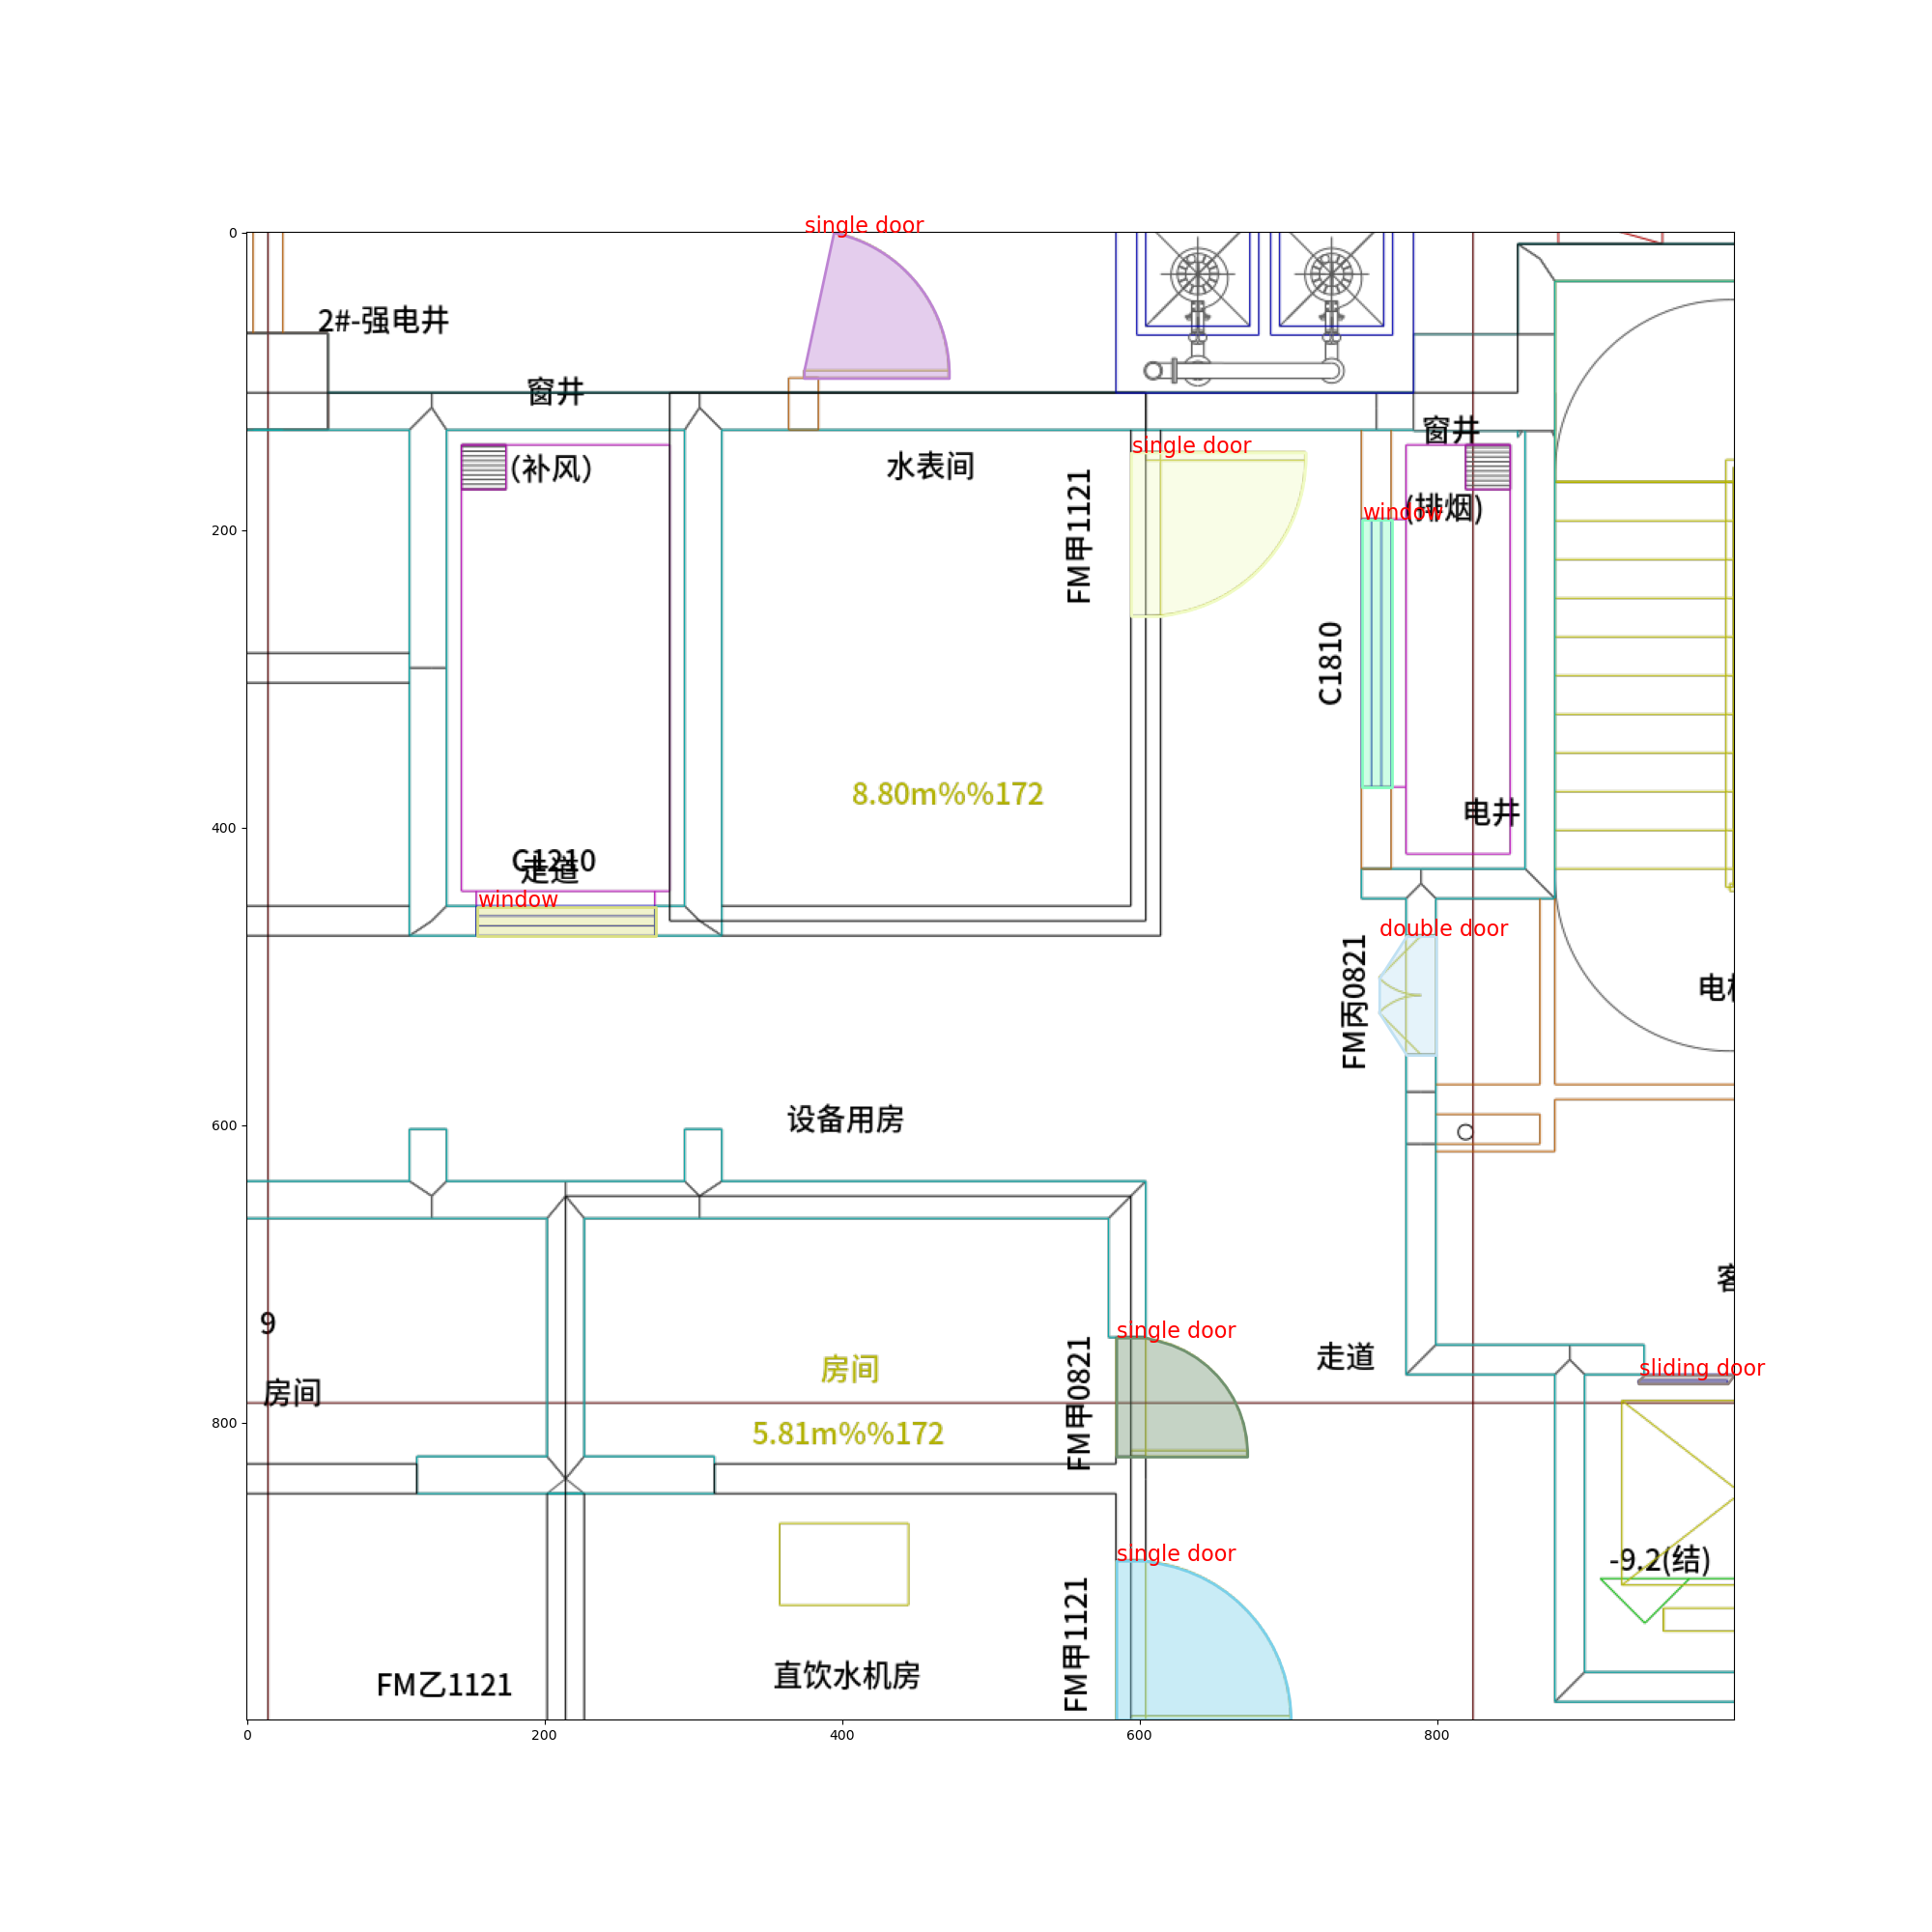 single door
0
2#-强电井
窗井
窗井
(补风)
水表间
single door
FM甲1121
window
(排烟)
200
C1810
8.80m%%172
电井
400
C1210
走道
window
double door
FM丙0821
设备用房
600
9
single door
房间
房间
FM甲0821
走道
sliding door
5.81m%%172
800
single door
-9.2(结)
FM甲1121
FM乙1121
直饮水机房
0
200
400
600
800